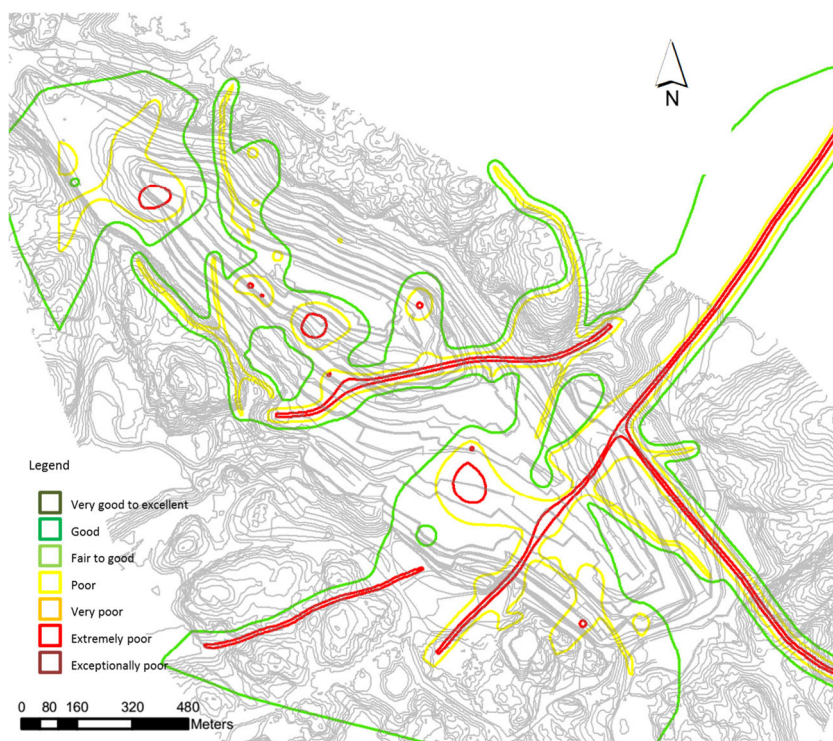 N
Legend
Very good to excellent
Good
Fair to good
Poor
Very poor
Extremely poor
Exceptionally poor
0 80 160 320 480
Meters